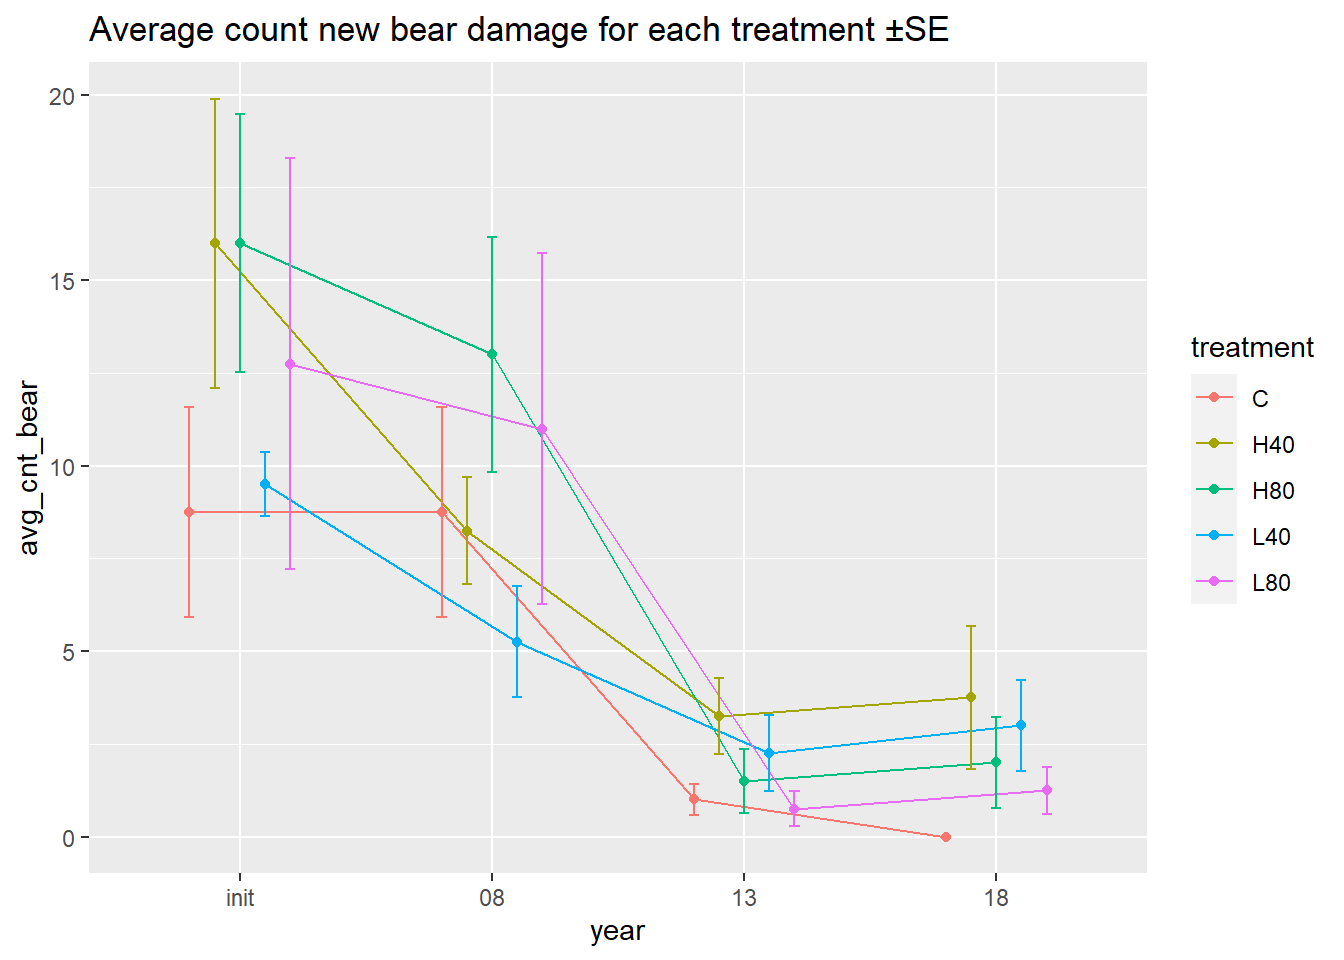 Average count new bear damage for each treatment ±SE
20
15
10
5
0
avg_cnt_bear
init 08 13 18
year
treatment
C
H40
H80
L40
L80